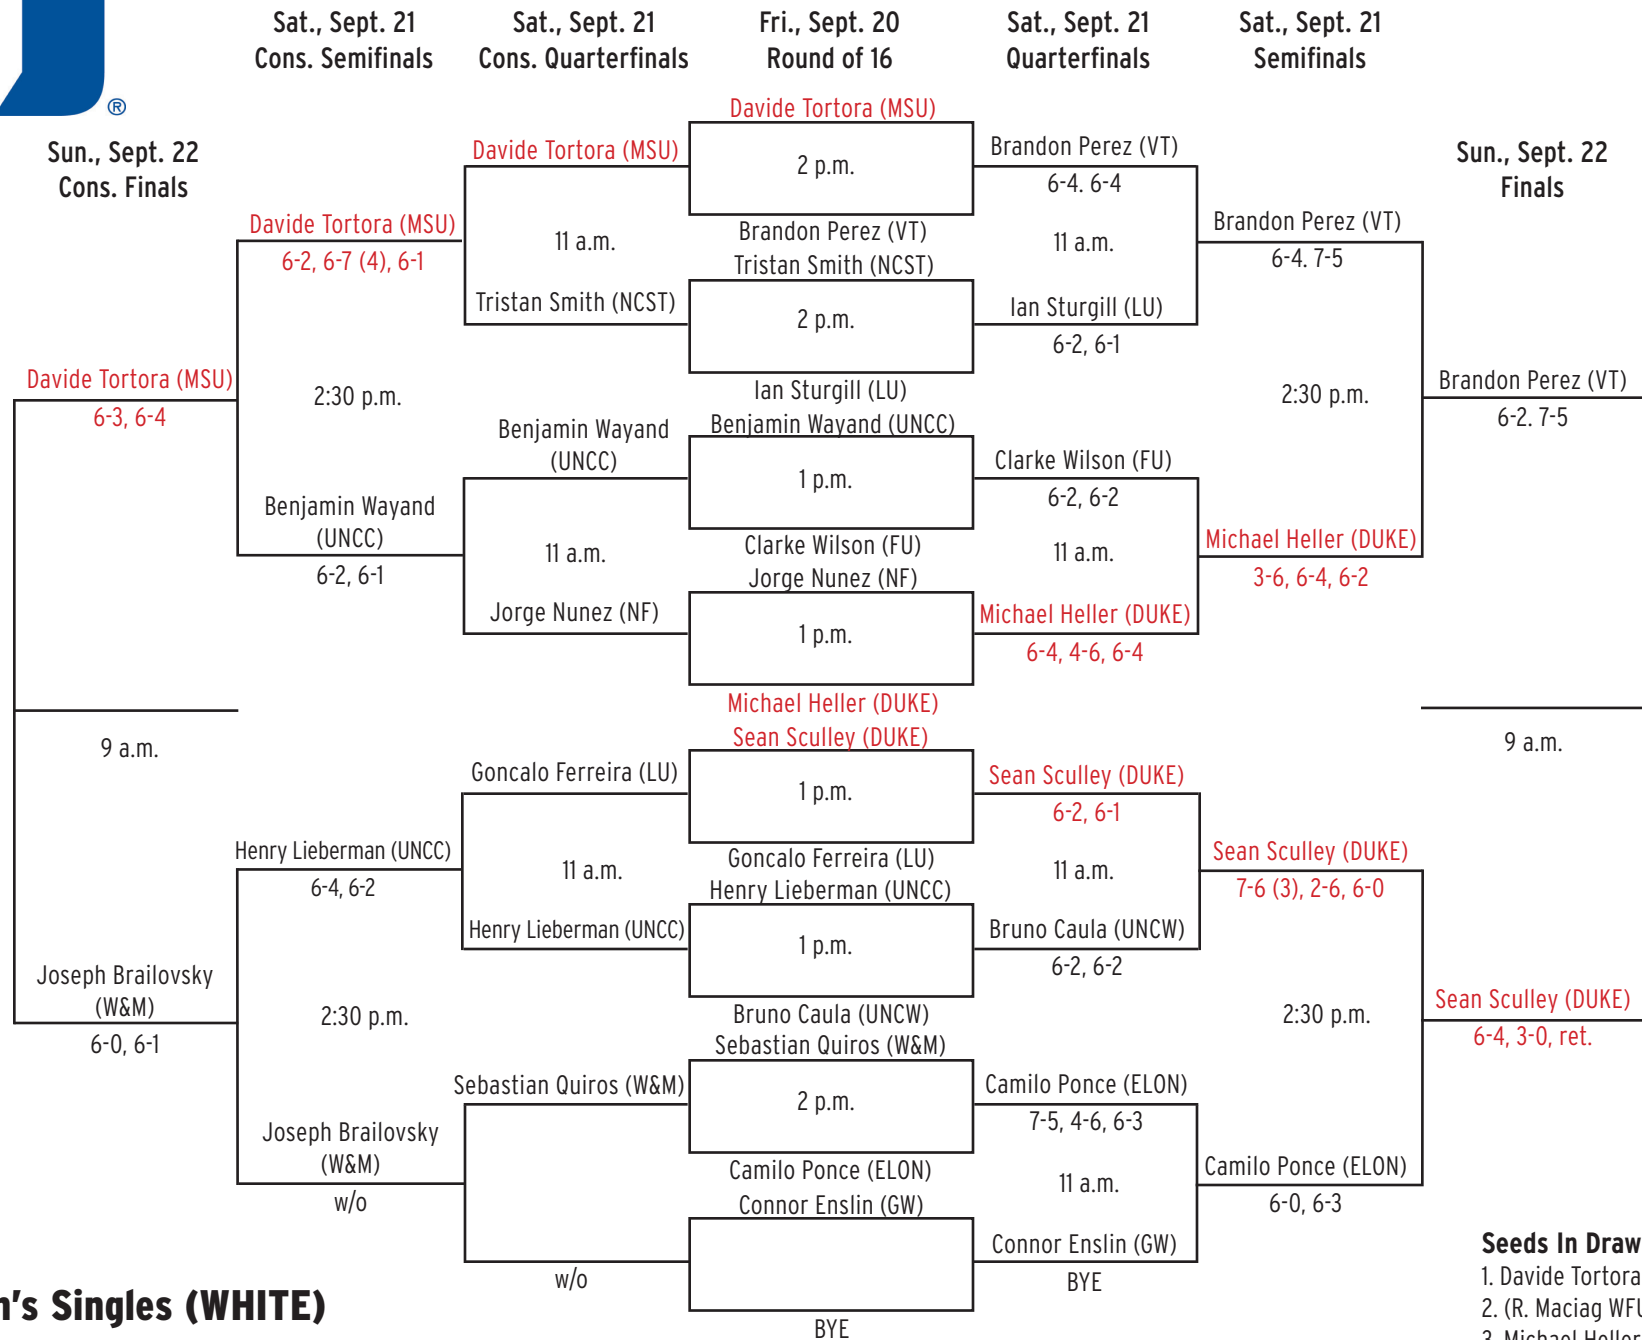 ®
Sun., Sept. 22
Cons. Finals
Sat., Sept. 21
Cons. Semifinals
Sat., Sept. 21
Cons. Quarterfinals
Fri., Sept. 20
Round of 16
Sat., Sept. 21
Quarterfinals
Sat., Sept. 21
Semifinals
Sun., Sept. 22
Finals
Davide Tortora (MSU)
6-3, 6-4
9 a.m.
Joseph Brailovsky
(W&M)
6-0, 6-1
Davide Tortora (MSU)
6-2, 6-7 (4), 6-1
2:30 p.m.
Benjamin Wayand
(UNCC)
6-2, 6-1
Henry Lieberman (UNCC)
6-4, 6-2
2:30 p.m.
Joseph Brailovsky
(W&M)
w/o
Davide Tortora (MSU)
11 a.m.
Tristan Smith (NCST)
Benjamin Wayand
(UNCC)
11 a.m.
Jorge Nunez (NF)
Goncalo Ferreira (LU)
11 a.m.
Henry Lieberman (UNCC)
Sebastian Quiros (W&M)
w/o
Davide Tortora (MSU)
2 p.m.
Brandon Perez (VT)
Tristan Smith (NCST)
2 p.m.
Ian Sturgill (LU)
Benjamin Wayand (UNCC)
1 p.m.
Clarke Wilson (FU)
Jorge Nunez (NF)
1 p.m.
Michael Heller (DUKE)
Sean Sculley (DUKE)
1 p.m.
Goncalo Ferreira (LU)
Henry Lieberman (UNCC)
1 p.m.
Bruno Caula (UNCW)
Sebastian Quiros (W&M)
2 p.m.
Camilo Ponce (ELON)
Connor Enslin (GW)
BYE
Brandon Perez (VT)
6-4. 6-4
11 a.m.
Ian Sturgill (LU)
6-2, 6-1
Clarke Wilson (FU)
6-2, 6-2
11 a.m.
Michael Heller (DUKE)
6-4, 4-6, 6-4
Sean Sculley (DUKE)
6-2, 6-1
11 a.m.
Bruno Caula (UNCW)
6-2, 6-2
Camilo Ponce (ELON)
7-5, 4-6, 6-3
11 a.m.
Connor Enslin (GW)
BYE
Brandon Perez (VT)
6-4. 7-5
2:30 p.m.
Michael Heller (DUKE)
3-6, 6-4, 6-2
Sean Sculley (DUKE)
7-6 (3), 2-6, 6-0
2:30 p.m.
Camilo Ponce (ELON)
6-0, 6-3
Brandon Perez (VT)
6-2. 7-5
9 a.m.
Sean Sculley (DUKE)
6-4, 3-0, ret.
n's Singles (WHITE)
Seeds In Draw
1. Davide Tortora
2. (R. Maciag WFU
3. Michael Heller